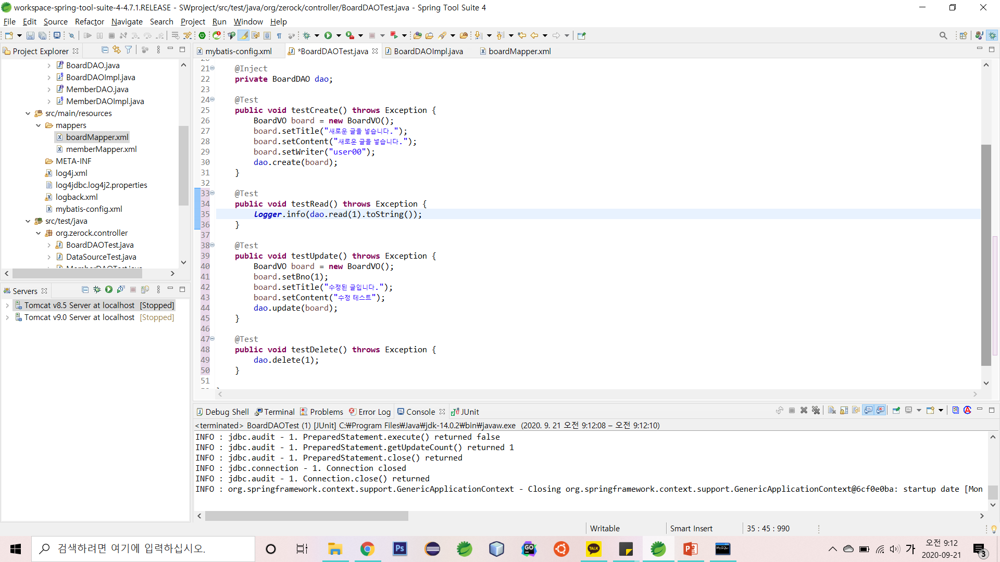 workspace-spring-tool-suite-4-4.7.1.RELEASE - SWproject/src/test/java/org/zerock/controller/BoardDAOTest.java - Spring Tool Suite 4
File Edit Source Refactor Navigate Search Project Run Window Help
Project Explorer
BoardDAO.java
BoardDAOImpl.java
MemberDAO.java
MemberDAOImpl.java
src/main/resources
mappers
boardMapper.xml
memberMapper.xml
META-INF
log4j.xml
log4jdbc.log4j2.properties
logback.xml
mybatis-config.xml
src/test/java
org.zerock.controller
BoardDAOTest.java
DataSourceTest.java
MemberDAOTest.java
Servers
Tomcat v8.5 Server at localhost [Stopped]
Tomcat v9.0 Server at localhost [Stopped]
mybatis-config.xml *BoardDAOTest.java BoardDAOImpl.java boardMapper.xml
20
21 @Inject
22 private BoardDAO dao;
23
24 @Test
25 public void testCreate() throws Exception {
26 BoardVO board = new BoardVO();
27 board.setTitle("새로운 글을 넣습니다.");
28 board.setContent("새로운 글을 넣습니다.");
29 board.setWriter("user00");
30 dao.create(board);
31 }
32
33 @Test
34 public void testRead() throws Exception {
35 logger.info(dao.read(1).toString());
36 }
37
38 @Test
39 public void testUpdate() throws Exception {
40 BoardVO board = new BoardVO();
41 board.setBno(1);
42 board.setTitle("수정된 글입니다.");
43 board.setContent("수정 테스트");
44 dao.update(board);
45 }
46
47 @Test
48 public void testDelete() throws Exception {
49 dao.delete(1);
50 }
51
Debug Shell Terminal Problems Error Log Console JUnit
<terminated> BoardDAOTest (1) [JUnit] C:₩Program Files₩Java₩jdk-14.0.2₩bin₩javaw.exe (2020. 9. 21 오전 9:12:08 – 오전 9:12:10)
INFO : jdbc.audit - 1. PreparedStatement.execute() returned false
INFO : jdbc.audit - 1. PreparedStatement.getUpdateCount() returned 1
INFO : jdbc.audit - 1. PreparedStatement.close() returned
INFO : jdbc.connection - 1. Connection closed
INFO : jdbc.audit - 1. Connection.close() returned
INFO : org.springframework.context.support.GenericApplicationContext - Closing org.springframework.context.support.GenericApplicationContext@6cf0e0ba: startup date [Mon
Writable Smart Insert 35 : 45 : 990
검색하려면 여기에 입력하십시오.
Ps
GO
TALK
MySQL
가
오전 9:12
2020-09-21
3